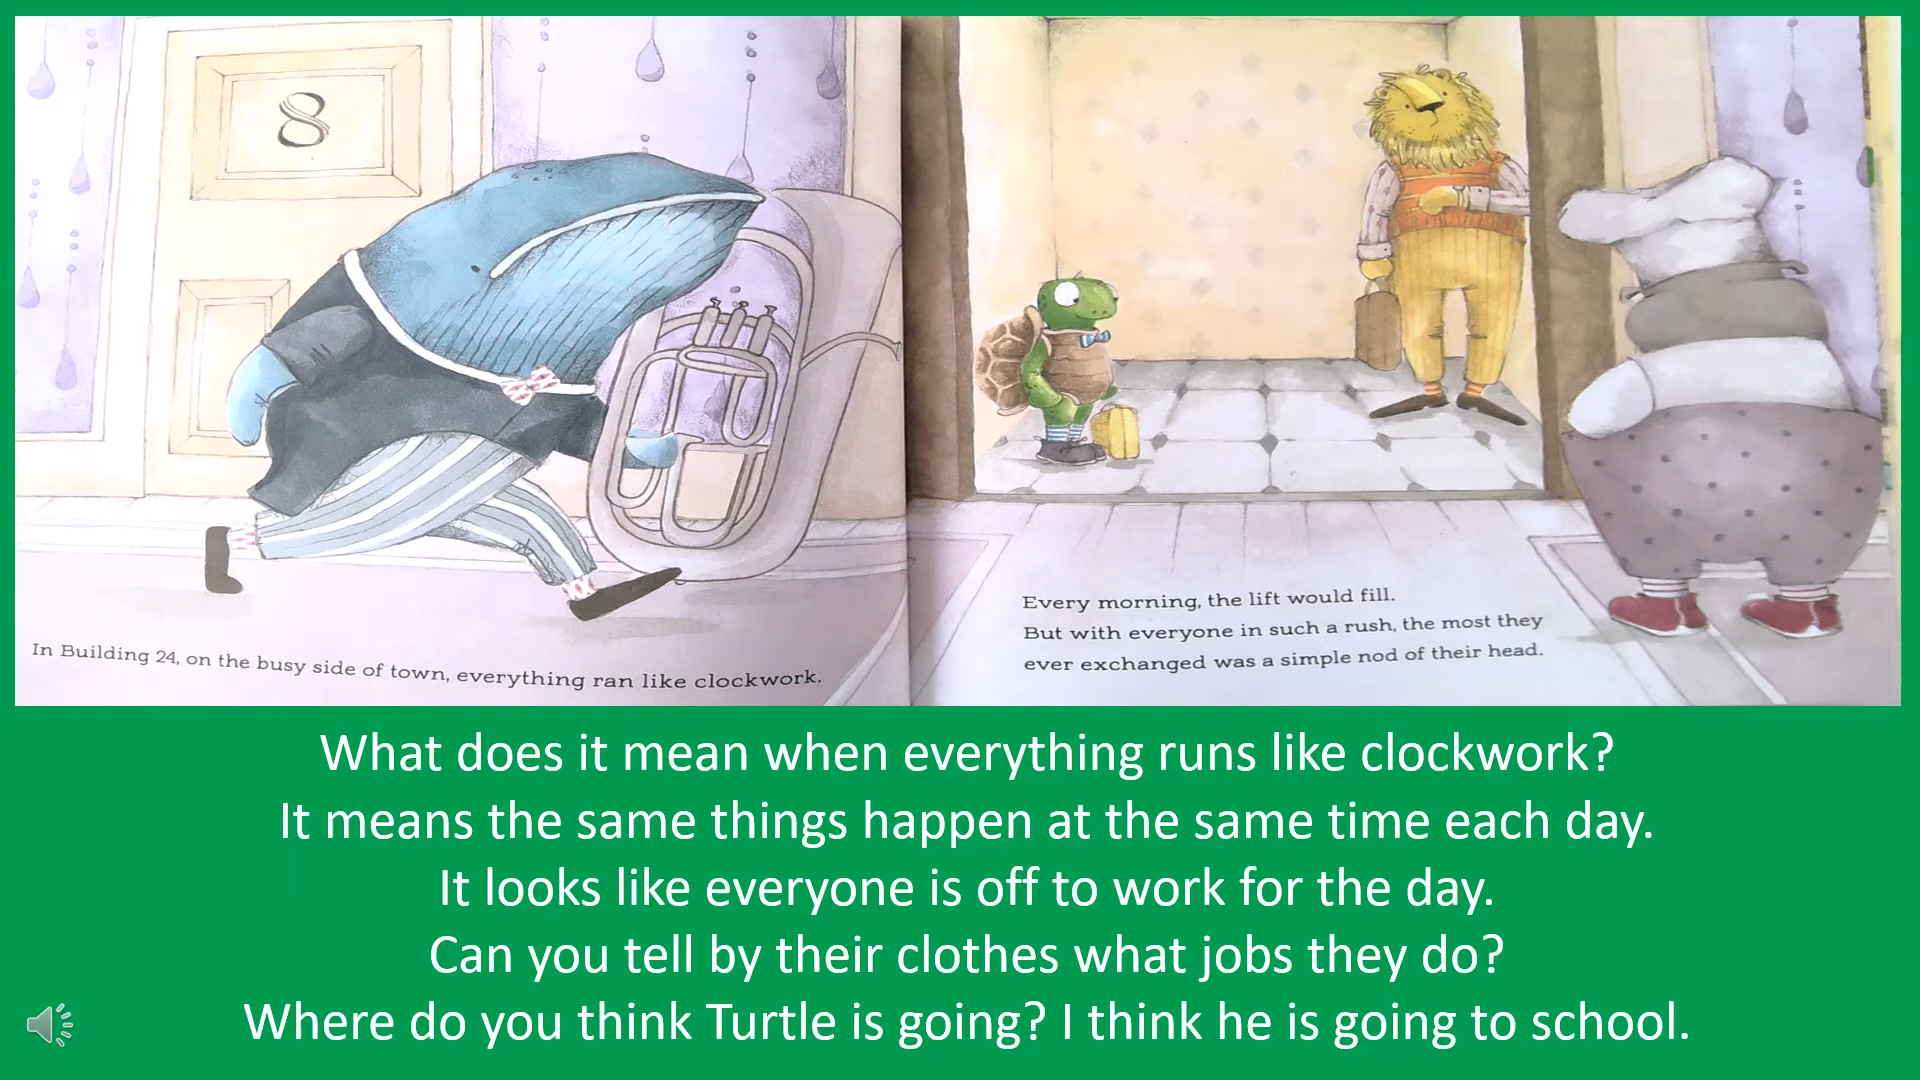 8
In Building 24, on the busy side of town, everything ran like clockwork.
Every morning, the lift would fill.
But with everyone in such a rush, the most they
ever exchanged was a simple nod of their head.
What does it mean when everything runs like clockwork?
It means the same things happen at the same time each day.
It looks like everyone is off to work for the day.
Can you tell by their clothes what jobs they do?
Where do you think Turtle is going? I think he is going to school.